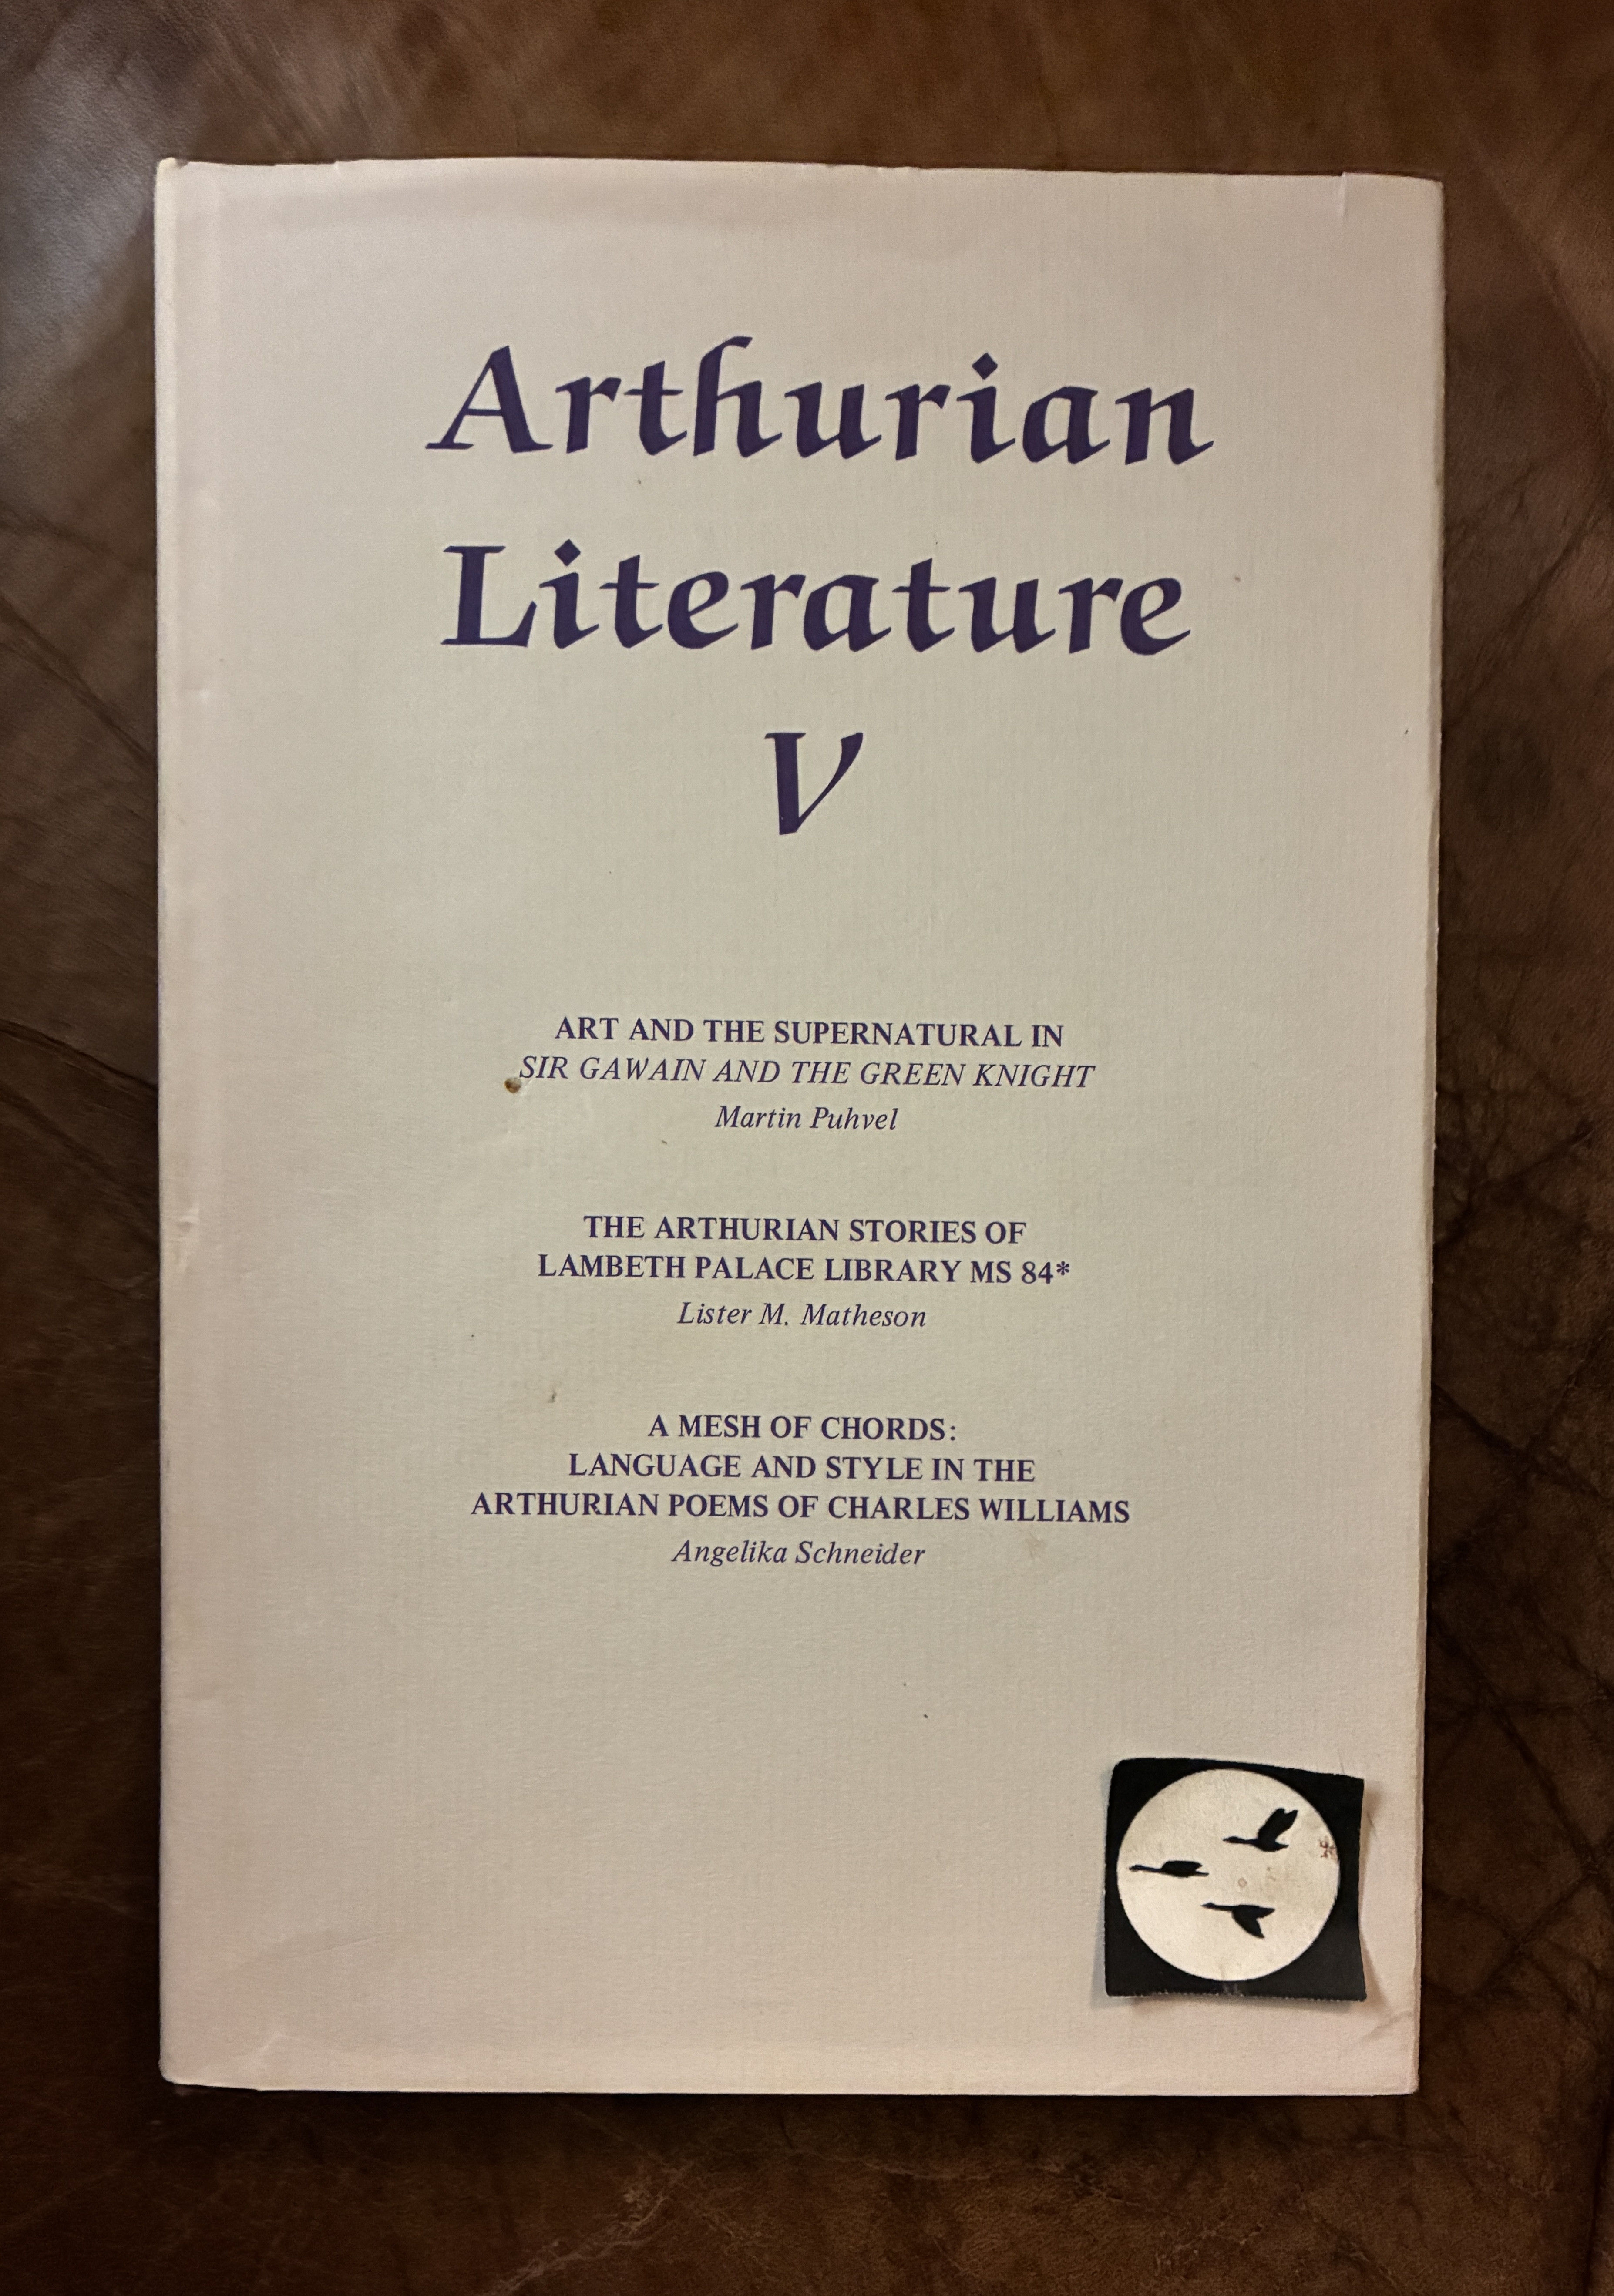 Arthurian
Literature
V
ART AND THE SUPERNATURAL IN
SIR GAWAIN AND THE GREEN KNIGHT
Martin Puhvel
THE ARTHURIAN STORIES OF
LAMBETH PALACE LIBRARY MS 84*
Lister M. Matheson
A MESH OF CHORDS:
LANGUAGE AND STYLE IN THE
ARTHURIAN POEMS OF CHARLES WILLIAMS
Angelika Schneider